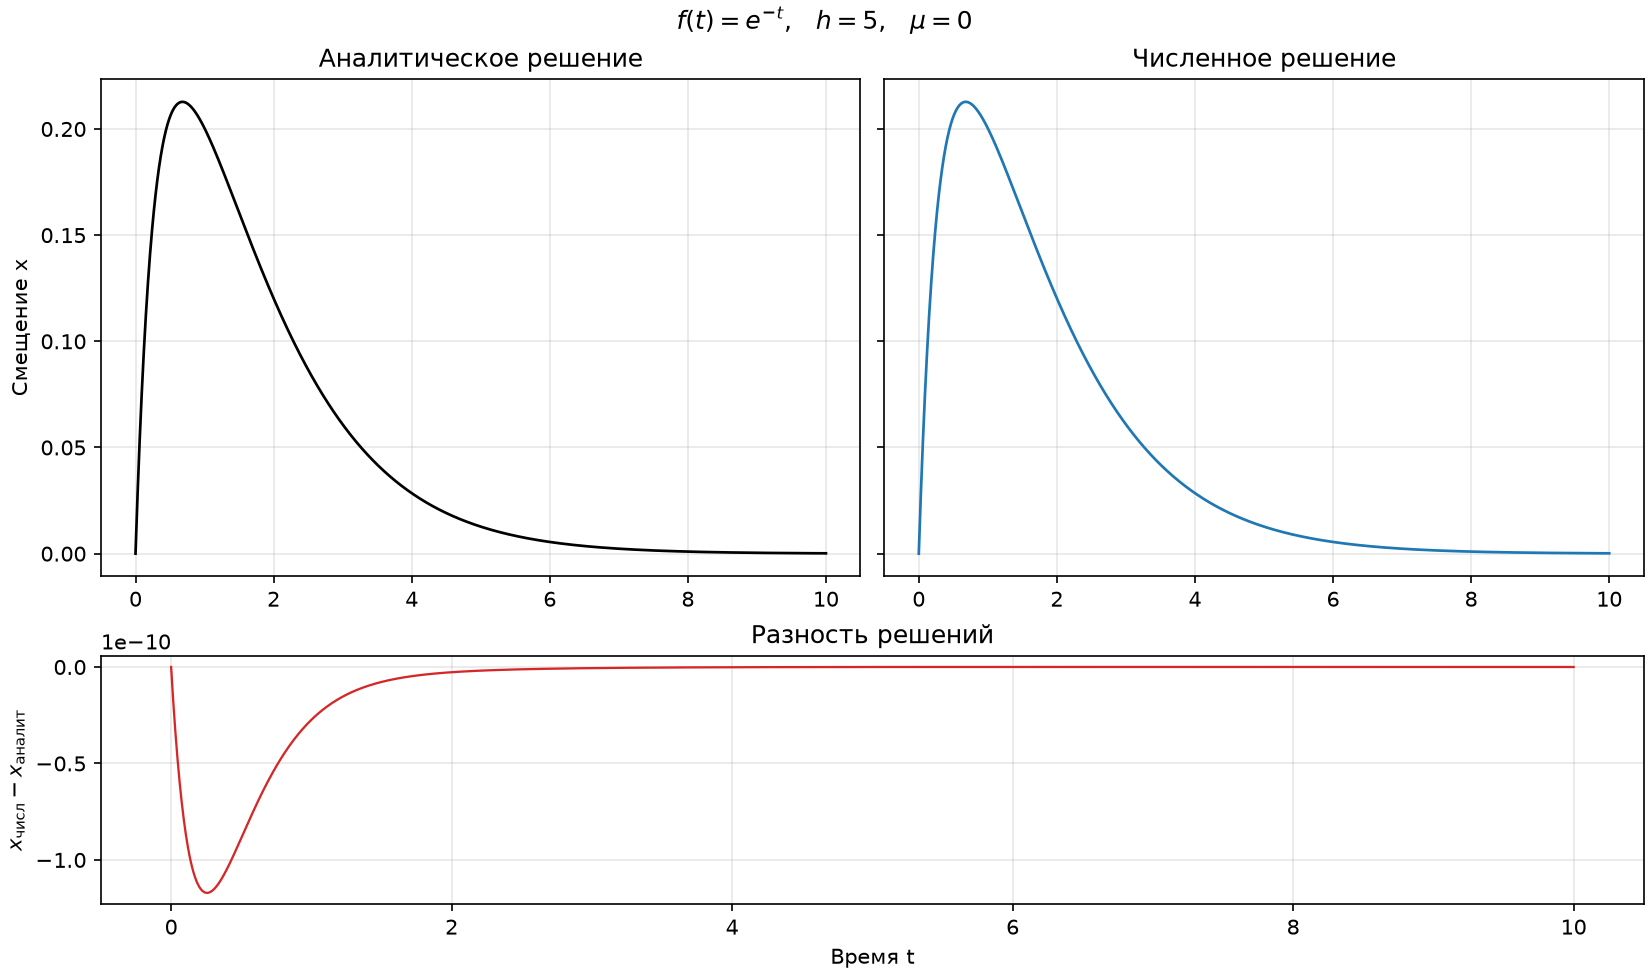 f(t) = e⁻ᵗ, h = 5, μ = 0
Аналитическое решение
Численное решение
Смещение x
0.20
0.15
0.10
0.05
0.00
0 2 4 6 8 10
0 2 4 6 8 10
Разность решений
1e−10
xчисл − xаналит
0.0
−0.5
−1.0
0 2 4 6 8 10
Время t